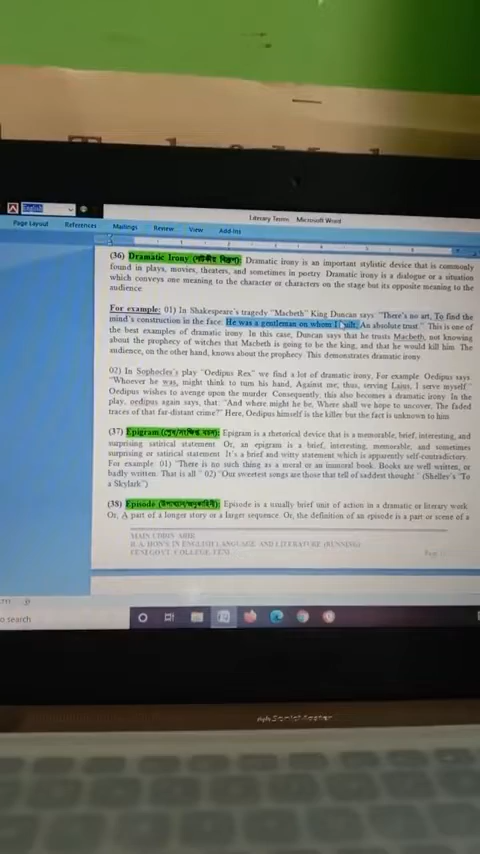 Literary Terms Microsoft Word
English
Page Layout References Mailings Review View Add-ins
(36) Dramatic Irony (নাটকীয় বিদ্রূপ): Dramatic irony is an important stylistic device that is commonly
found in plays, movies, theaters, and sometimes in poetry. Dramatic irony is a dialogue or a situation
which conveys one meaning to the character or characters on the stage but its opposite meaning to the
audience.
For example: 01) In Shakespeare's tragedy "Macbeth" King Duncan says "There's no art, To find the
mind's construction in the face: He was a gentleman on whom I built, An absolute trust." This is one of
the best examples of dramatic irony. In this case, Duncan says that he trusts Macbeth, not knowing
about the prophecy of witches that Macbeth is going to be the king, and that he would kill him. The
audience, on the other hand, knows about the prophecy. This demonstrates dramatic irony.
02) In Sophocles's play "Oedipus Rex" we find a lot of dramatic irony, For example. Oedipus says
"Whoever he was, might think to turn his hand, Against me; thus, serving Laius, I serve myself"
Oedipus wishes to avenge upon the murder. Consequently, this also becomes a dramatic irony. In the
play, oedipus again says, that: "And where might he be, Where shall we hope to uncover, The faded
traces of that far-distant crime?" Here, Oedipus himself is the killer but the fact is unknown to him.
(37) Epigram Epigram is a rhetorical device that is a memorable, brief, interesting, and
surprising satirical statement. Or, an epigram is a brief, interesting, memorable, and sometimes
surprising or satirical statement. It's a brief and witty statement which is apparently self-contradictory.
For example: 01) "There is no such thing as a moral or an immoral book. Books are well written, or
badly written. That is all." 02) "Our sweetest songs are those that tell of saddest thought." (Shelley's "To
a Skylark")
(38) Episode Episode is a usually brief unit of action in a dramatic or literary work.
Or, A part of a longer story or a larger sequence. Or, the definition of an episode is a part or scene of a
MAIN UDDIN ABIR
B.A. HON'S IN ENGLISH LANGUAGE AND LITERATURE (RUNNING)
FENI GOVT. COLLEGE, FENI.
Page
o search